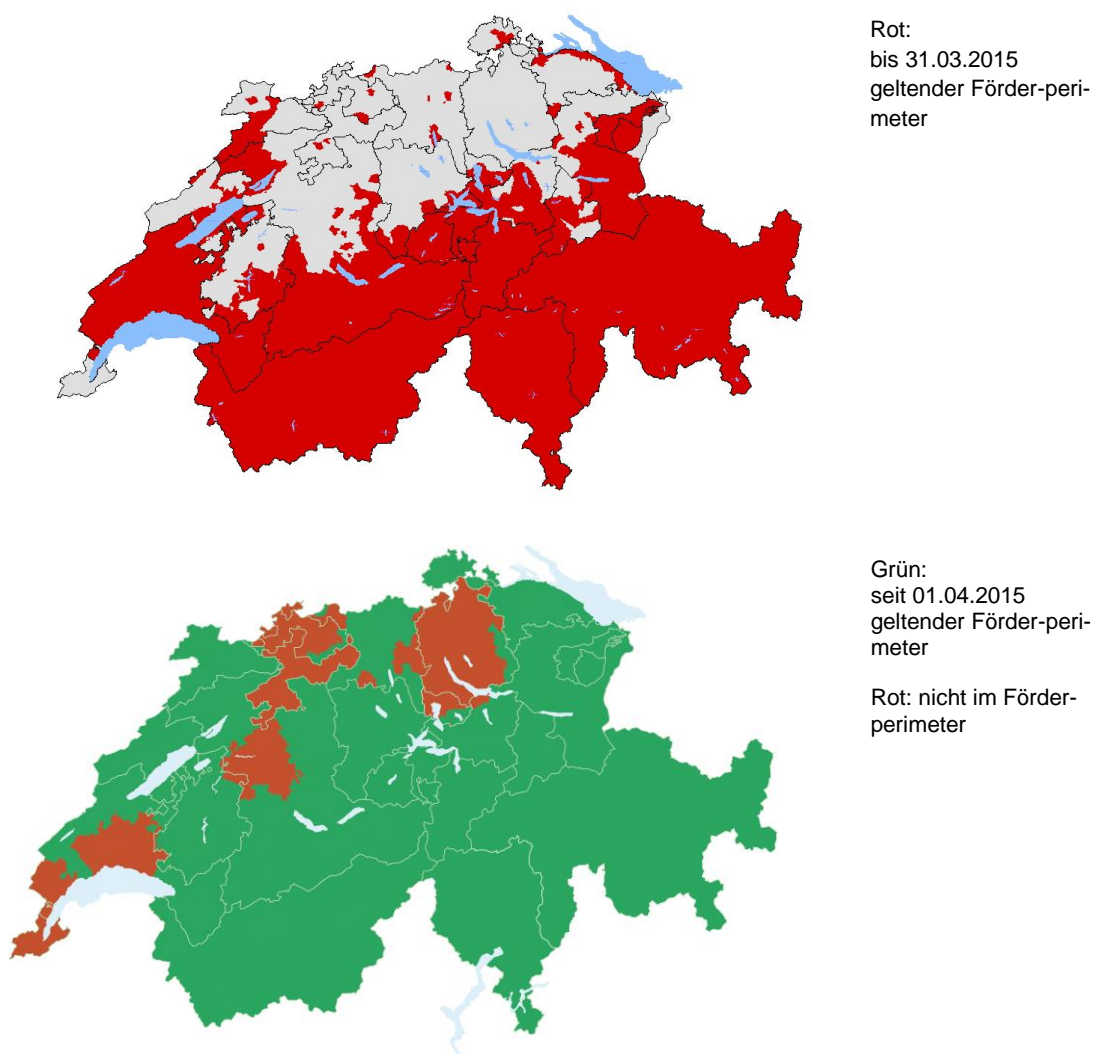 Rot:
bis 31.03.2015
geltender Förder-peri-
meter
Grün:
seit 01.04.2015
geltender Förder-peri-
meter
Rot: nicht im Förder-
perimeter